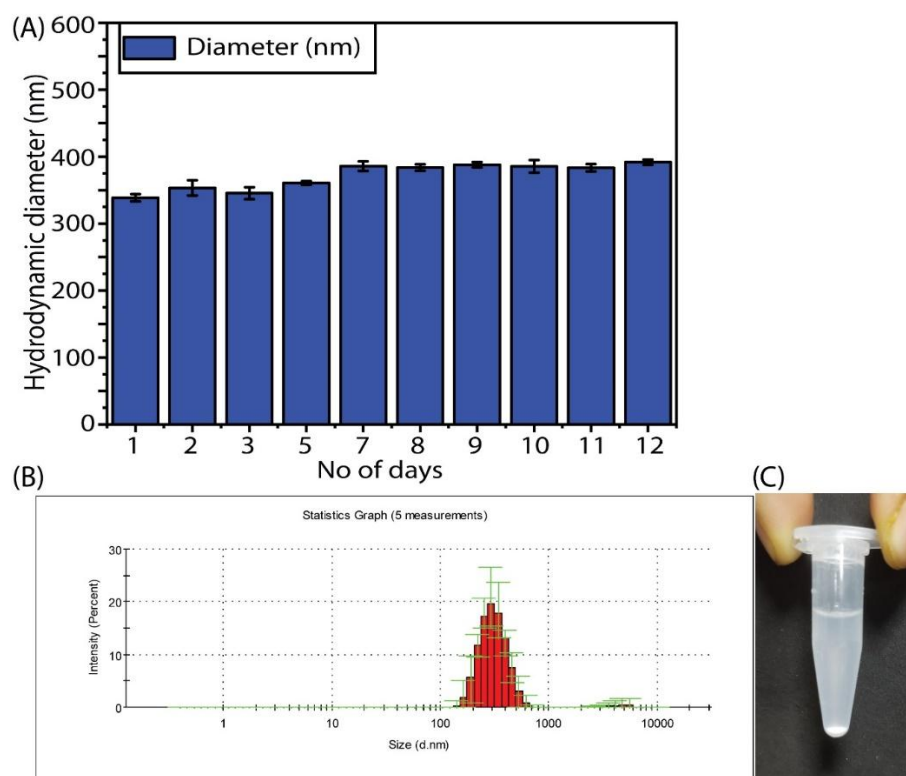 (A)
600
500
400
300
200
100
0
Hydrodynamic diameter (nm)
Diameter (nm)
1 2 3 5 7 8 9 10 11 12
No of days
(B)
Statistics Graph (5 measurements)
30
20
10
0
Intensity (Percent)
1 10 100 1000 10000
Size (d.nm)
(C)